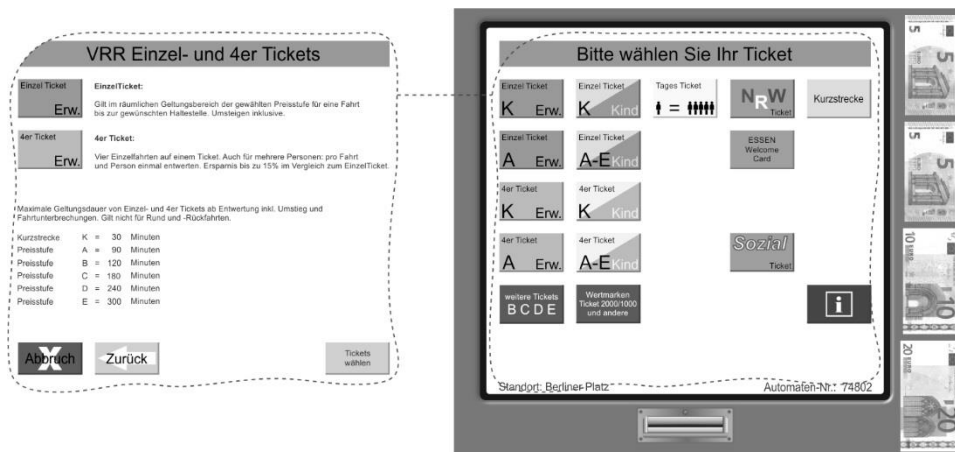 VRR Einzel- und 4er Tickets
Einzel Ticket
Erw.
EinzelTicket:
Gilt im räumlichen Geltungsbereich der gewählten Preisstufe für eine Fahrt
bis zur gewünschten Haltestelle. Umsteigen inklusive.
4er Ticket
Erw.
4er Ticket:
Vier Einzelfahrten auf einem Ticket. Auch für mehrere Personen: pro Fahrt
und Person einmal entwerten. Ersparnis bis zu 15% im Vergleich zum EinzelTicket.
Maximale Geltungsdauer von Einzel- und 4er Tickets ab Entwertung inkl. Umstieg und
Fahrtunterbrechungen. Gilt nicht für Rund und -Rückfahrten.
Kurzstrecke K = 30 Minuten
Preisstufe A = 90 Minuten
Preisstufe B = 120 Minuten
Preisstufe C = 180 Minuten
Preisstufe D = 240 Minuten
Preisstufe E = 300 Minuten
Abbruch
X
Zurück
Tickets
wählen
Bitte wählen Sie Ihr Ticket
Einzel Ticket
K Erw.
Einzel Ticket
K Kind
Tages Ticket
=
NRW
Ticket
Kurzstrecke
Einzel Ticket
A Erw.
Einzel Ticket
A-E Kind
ESSEN
Welcome
Card
4er Ticket
K Erw.
4er Ticket
K Kind
4er Ticket
A Erw.
4er Ticket
A-E Kind
Sozial
Ticket
weitere Tickets
B C D E
Wertmarken
Ticket 2000/1000
und andere
i
Standort: Berliner Platz
Automaten-Nr.: 74802
5
5
5
5
10
10
20
20